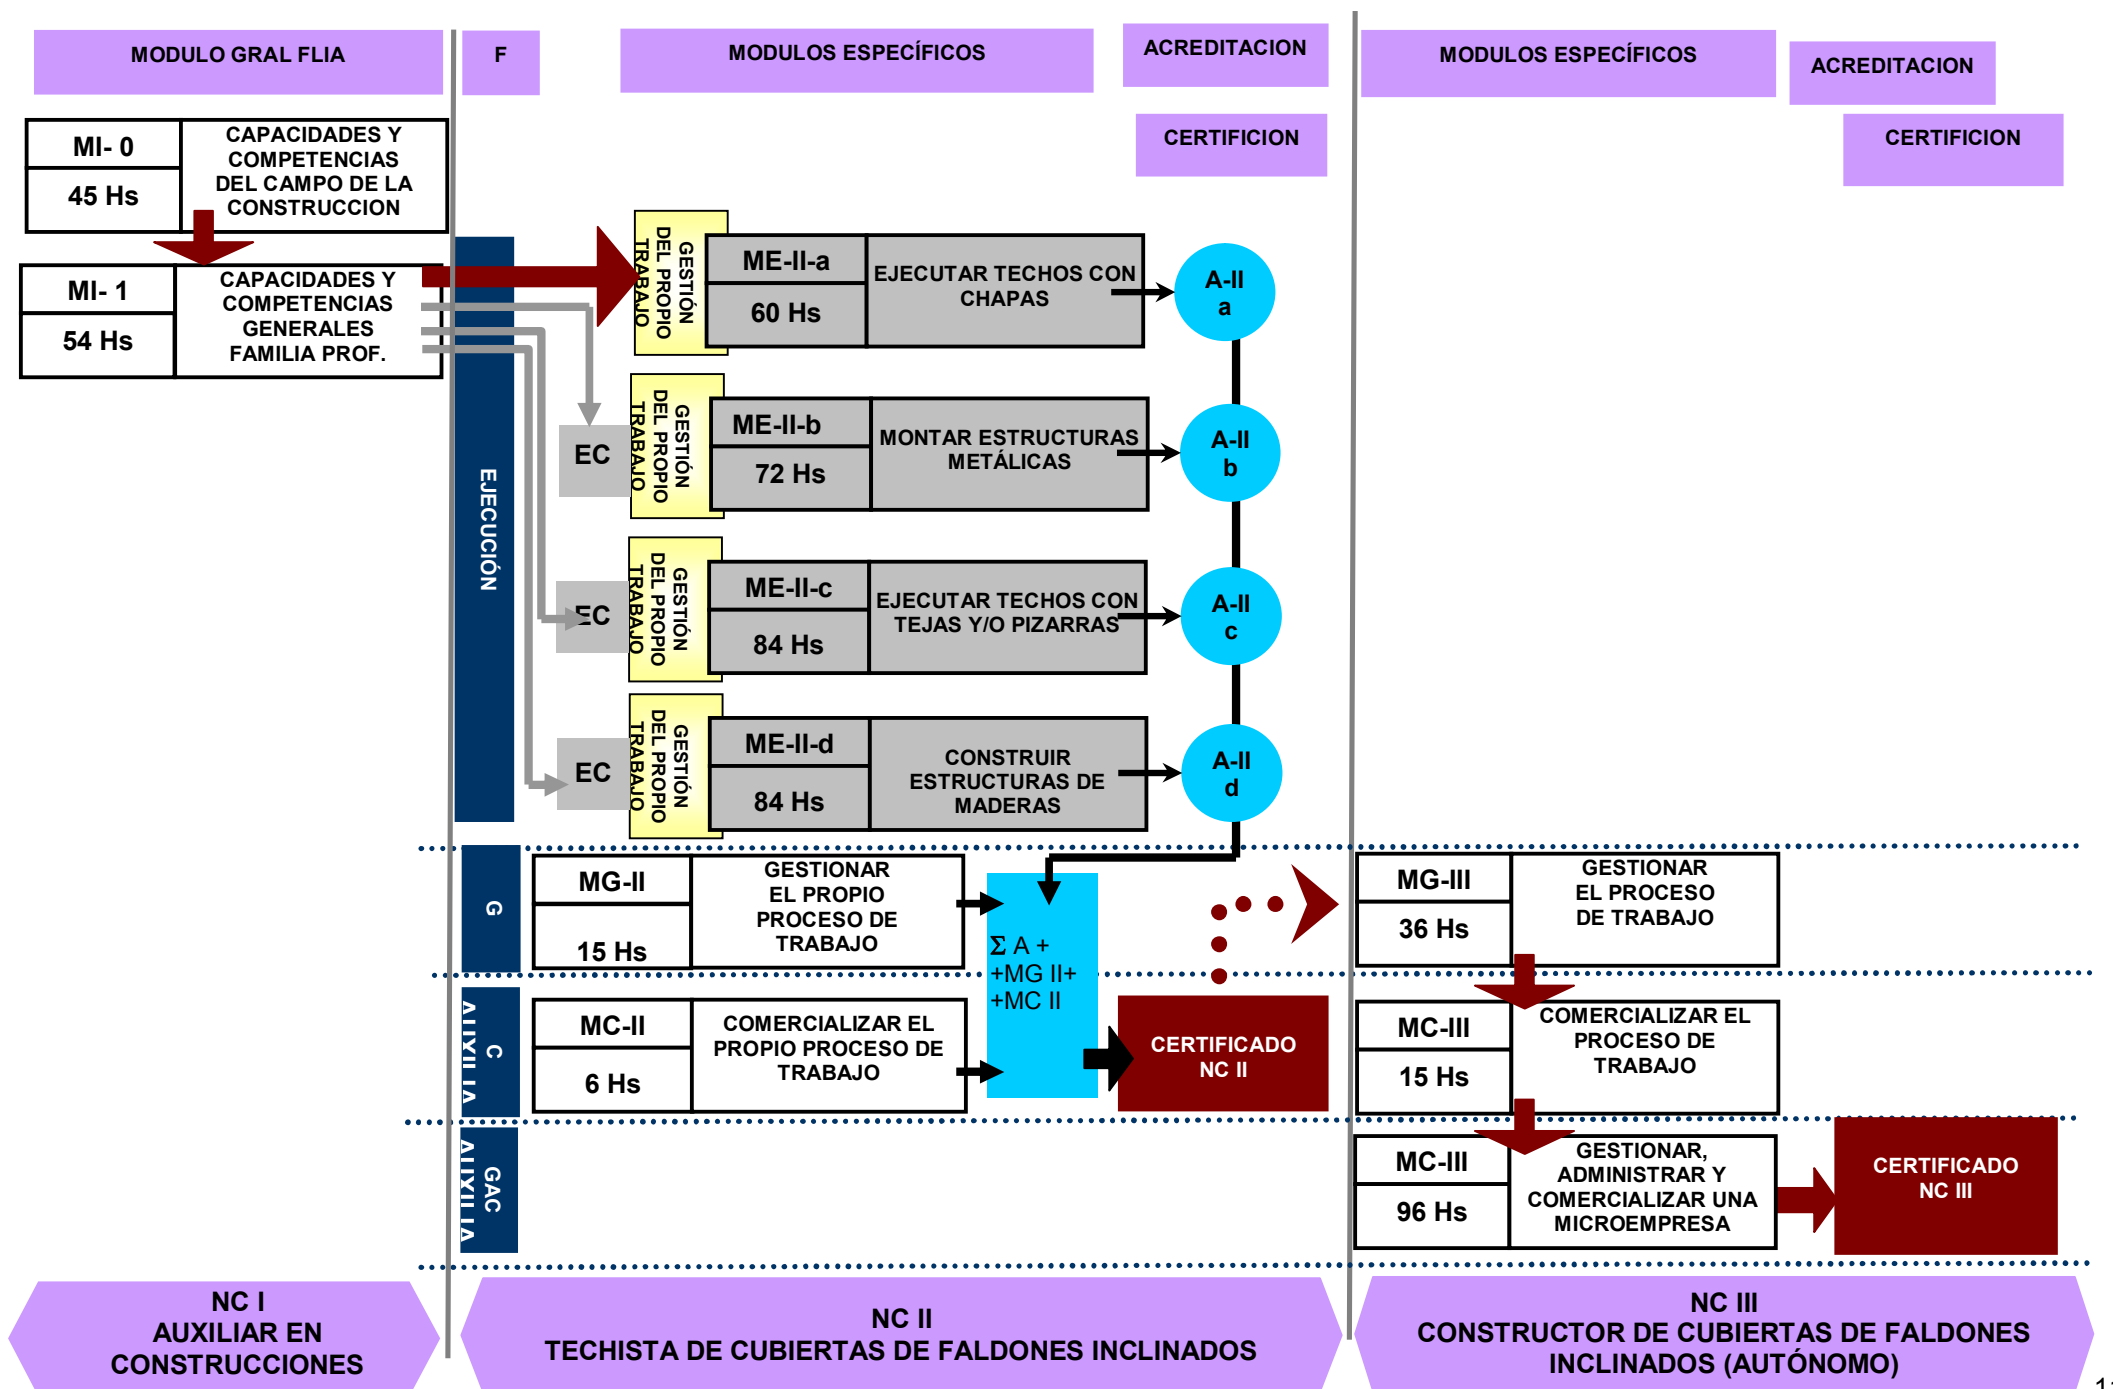 MODULO GRAL FLIA
F
MODULOS ESPECÍFICOS
ACREDITACION
CERTIFICION
MODULOS ESPECÍFICOS
ACREDITACION
CERTIFICION
MI- 0
45 Hs
CAPACIDADES Y
COMPETENCIAS
DEL CAMPO DE LA
CONSTRUCCION
MI- 1
54 Hs
CAPACIDADES Y
COMPETENCIAS
GENERALES
FAMILIA PROF.
EJECUCIÓN
GESTIÓN
DEL PROPIO
TRABAJO
ME-II-a
60 Hs
EJECUTAR TECHOS CON
CHAPAS
A-II
a
EC
GESTIÓN
DEL PROPIO
TRABAJO
ME-II-b
72 Hs
MONTAR ESTRUCTURAS
METÁLICAS
A-II
b
EC
GESTIÓN
DEL PROPIO
TRABAJO
ME-II-c
84 Hs
EJECUTAR TECHOS CON
TEJAS Y/O PIZARRAS
A-II
c
EC
GESTIÓN
DEL PROPIO
TRABAJO
ME-II-d
84 Hs
CONSTRUIR
ESTRUCTURAS DE
MADERAS
A-II
d
G
MG-II
15 Hs
GESTIONAR
EL PROPIO
PROCESO DE
TRABAJO
Σ A +
+MG II+
+MC II
MG-III
36 Hs
GESTIONAR
EL PROCESO
DE TRABAJO
C
AUXILIA
MC-II
6 Hs
COMERCIALIZAR EL
PROPIO PROCESO DE
TRABAJO
CERTIFICADO
NC II
MC-III
15 Hs
COMERCIALIZAR EL
PROCESO DE
TRABAJO
GAC
AUXILIA
MC-III
96 Hs
GESTIONAR,
ADMINISTRAR Y
COMERCIALIZAR UNA
MICROEMPRESA
CERTIFICADO
NC III
NC I
AUXILIAR EN
CONSTRUCCIONES
NC II
TECHISTA DE CUBIERTAS DE FALDONES INCLINADOS
NC III
CONSTRUCTOR DE CUBIERTAS DE FALDONES
INCLINADOS (AUTÓNOMO)